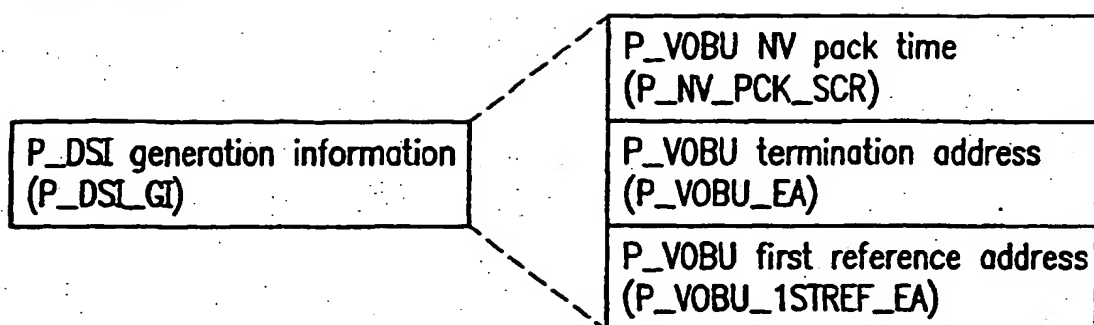 P_DSI generation information
(P_DSI_GI)
P_VOBU NV pack time
(P_NV_PCK_SCR)
P_VOBU termination address
(P_VOBU_EA)
P_VOBU first reference address
(P_VOBU_1STREF_EA)